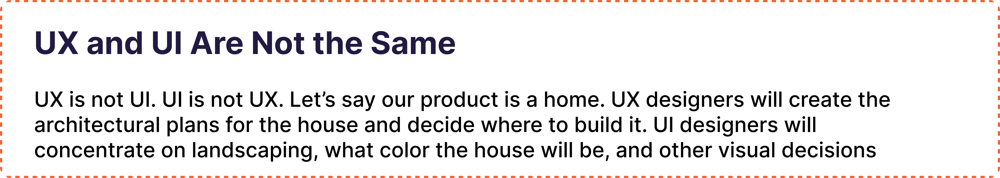 UX and UI Are Not the Same
UX is not UI. UI is not UX. Let’s say our product is a home. UX designers will create the
architectural plans for the house and decide where to build it. UI designers will
concentrate on landscaping, what color the house will be, and other visual decisions